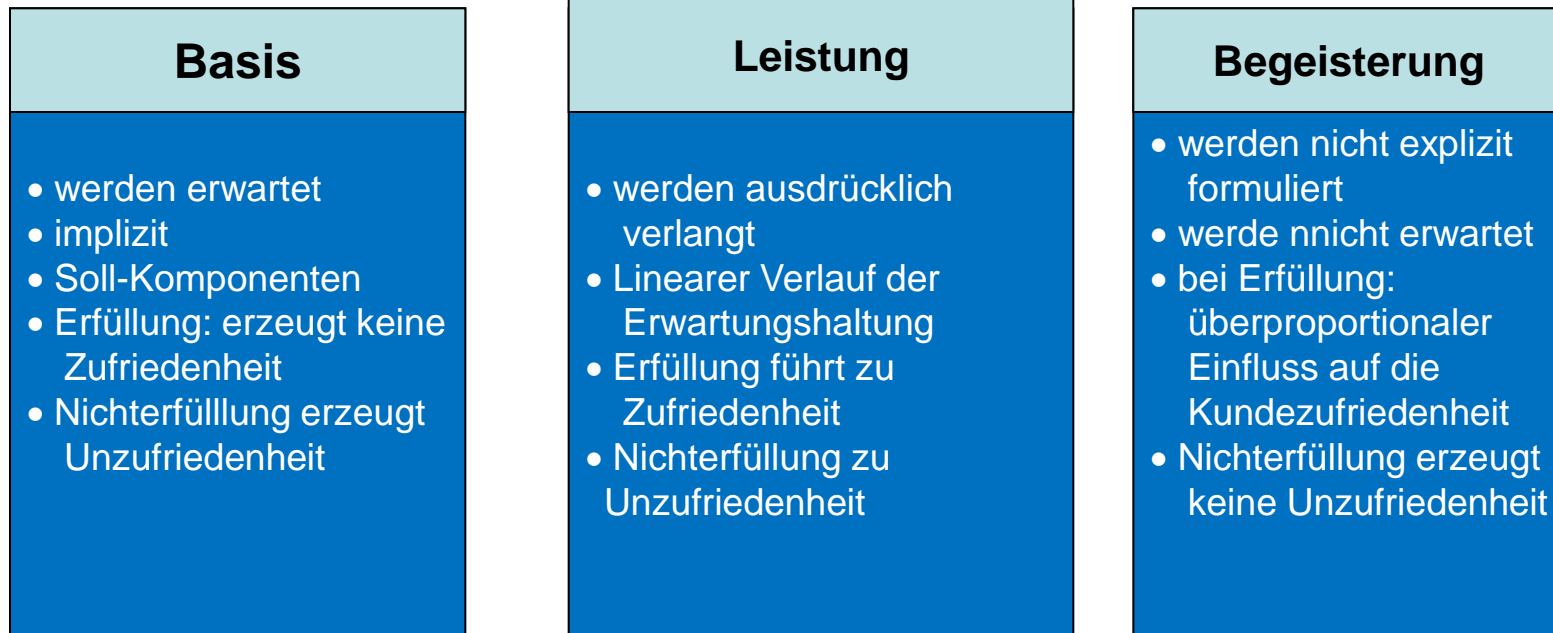 Basis
• werden erwartet
• implizit
• Soll-Komponenten
• Erfüllung: erzeugt keine
Zufriedenheit
• Nichterfülllung erzeugt
Unzufriedenheit
Leistung
• werden ausdrücklich
verlangt
• Linearer Verlauf der
Erwartungshaltung
• Erfüllung führt zu
Zufriedenheit
• Nichterfüllung zu
Unzufriedenheit
Begeisterung
• werden nicht explizit
formuliert
• werde nnicht erwartet
• bei Erfüllung:
überproportionaler
Einfluss auf die
Kundezufriedenheit
• Nichterfüllung erzeugt
keine Unzufriedenheit